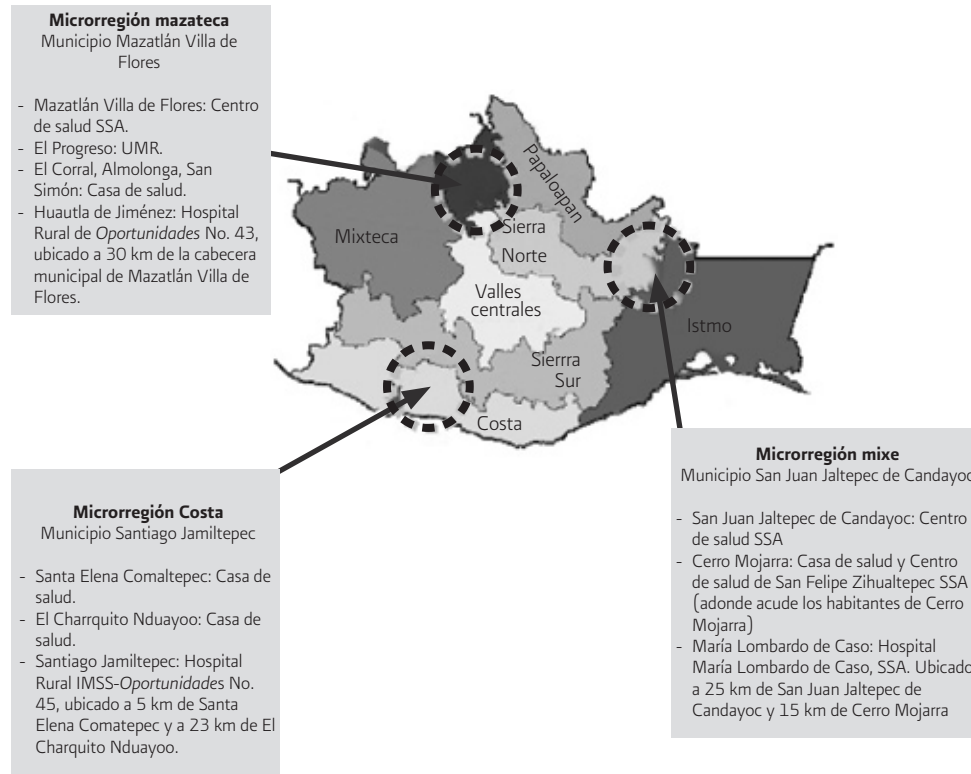 Microrregión mazateca
Municipio Mazatlán Villa de
Flores
- Mazatlán Villa de Flores: Centro
de salud SSA.
- El Progreso: UMR.
- El Corral, Almolonga, San
Simón: Casa de salud.
- Huautla de Jiménez: Hospital
Rural de Oportunidades No. 43,
ubicado a 30 km de la cabecera
municipal de Mazatlán Villa de
Flores.
Papaloapan
Mixteca
Sierra
Norte
Valles
centrales
Istmo
Sierrra
Sur
Costa
Microrregión Costa
Municipio Santiago Jamiltepec
- Santa Elena Comaltepec: Casa de
salud.
- El Charrquito Nduayoo: Casa de
salud.
- Santiago Jamiltepec: Hospital
Rural IMSS-Oportunidades No.
45, ubicado a 5 km de Santa
Elena Comatepec y a 23 km de El
Charquito Nduayoo.
Microrregión mixe
Municipio San Juan Jaltepec de Candayoc
- San Juan Jaltepec de Candayoc: Centro
de salud SSA
- Cerro Mojarra: Casa de salud y Centro
de salud de San Felipe Zihualtepec SSA
(adonde acude los habitantes de Cerro
Mojarra)
- María Lombardo de Caso: Hospital
María Lombardo de Caso, SSA. Ubicado
a 25 km de San Juan Jaltepec de
Candayoc y 15 km de Cerro Mojarra